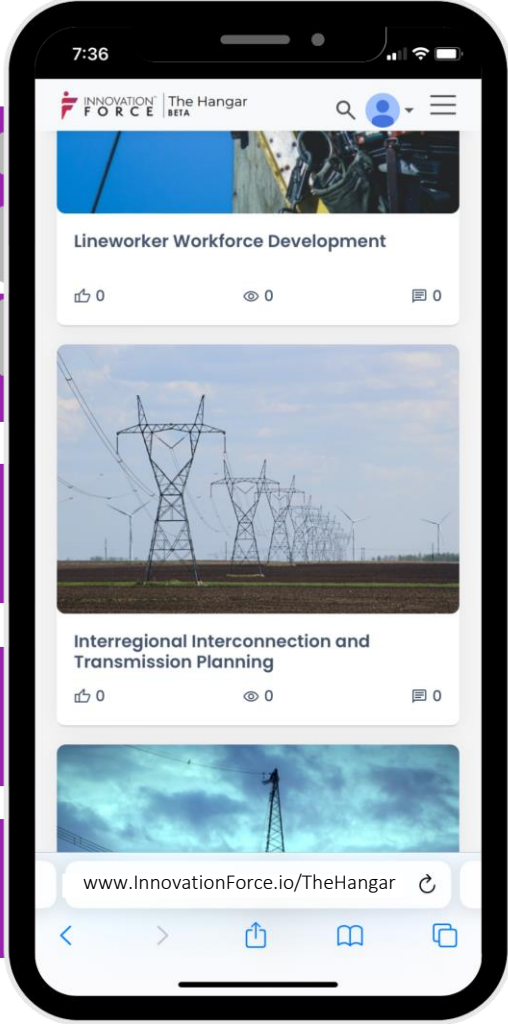 7:36
INNOVATION™ FORCE
The Hangar
BETA
Lineworker Workforce Development
0 0 0
Interregional Interconnection and
Transmission Planning
0 0 0
www.InnovationForce.io/TheHangar